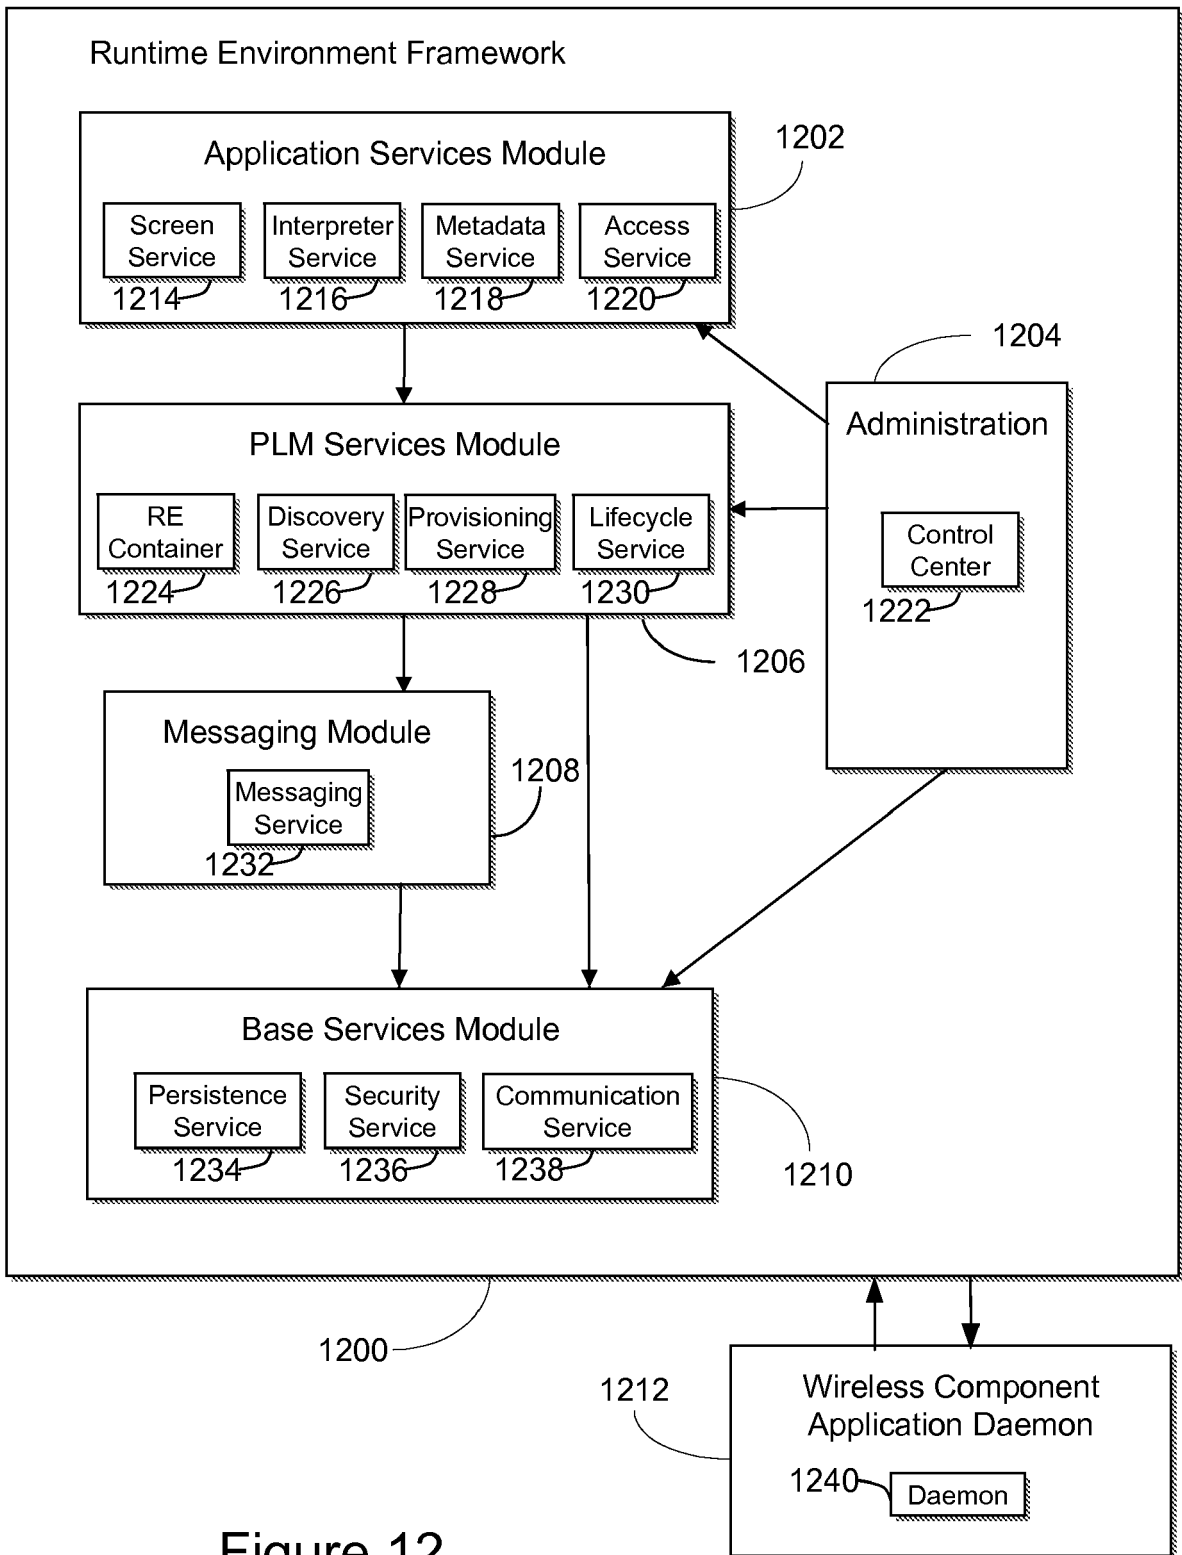 Runtime Environment Framework
Application Services Module
1202
Screen
Service
1214
Interpreter
Service
1216
Metadata
Service
1218
Access
Service
1220
1204
Administration
Control
Center
1222
PLM Services Module
RE
Container
1224
Discovery
Service
1226
Provisioning
Service
1228
Lifecycle
Service
1230
1206
Messaging Module
Messaging
Service
1232
1208
Base Services Module
Persistence
Service
1234
Security
Service
1236
Communication
Service
1238
1210
1200
1212
Wireless Component
Application Daemon
1240
Daemon
Figure 12